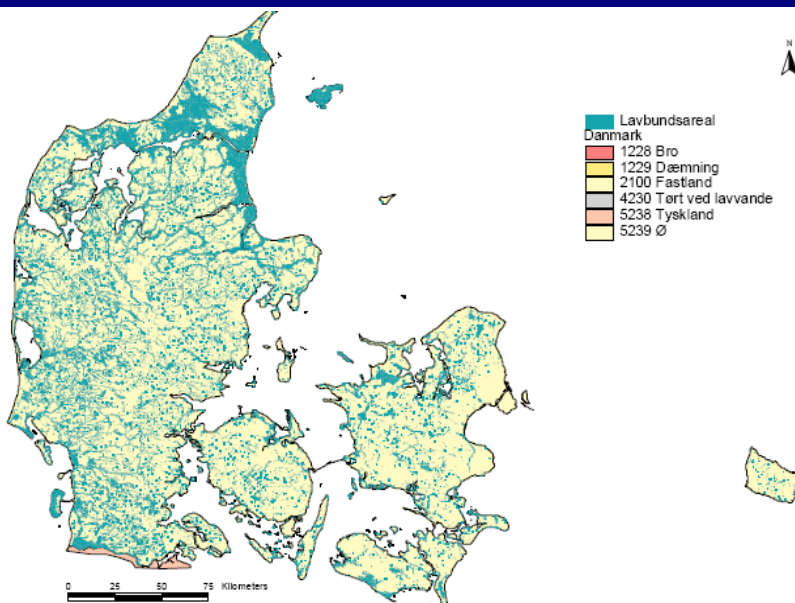 N
Lavbundsareal
Danmark
1228 Bro
1229 Dæmning
2100 Fastland
4230 Tørt ved lavvande
5238 Tyskland
5239 Ø
0 25 50 75 Kilometers